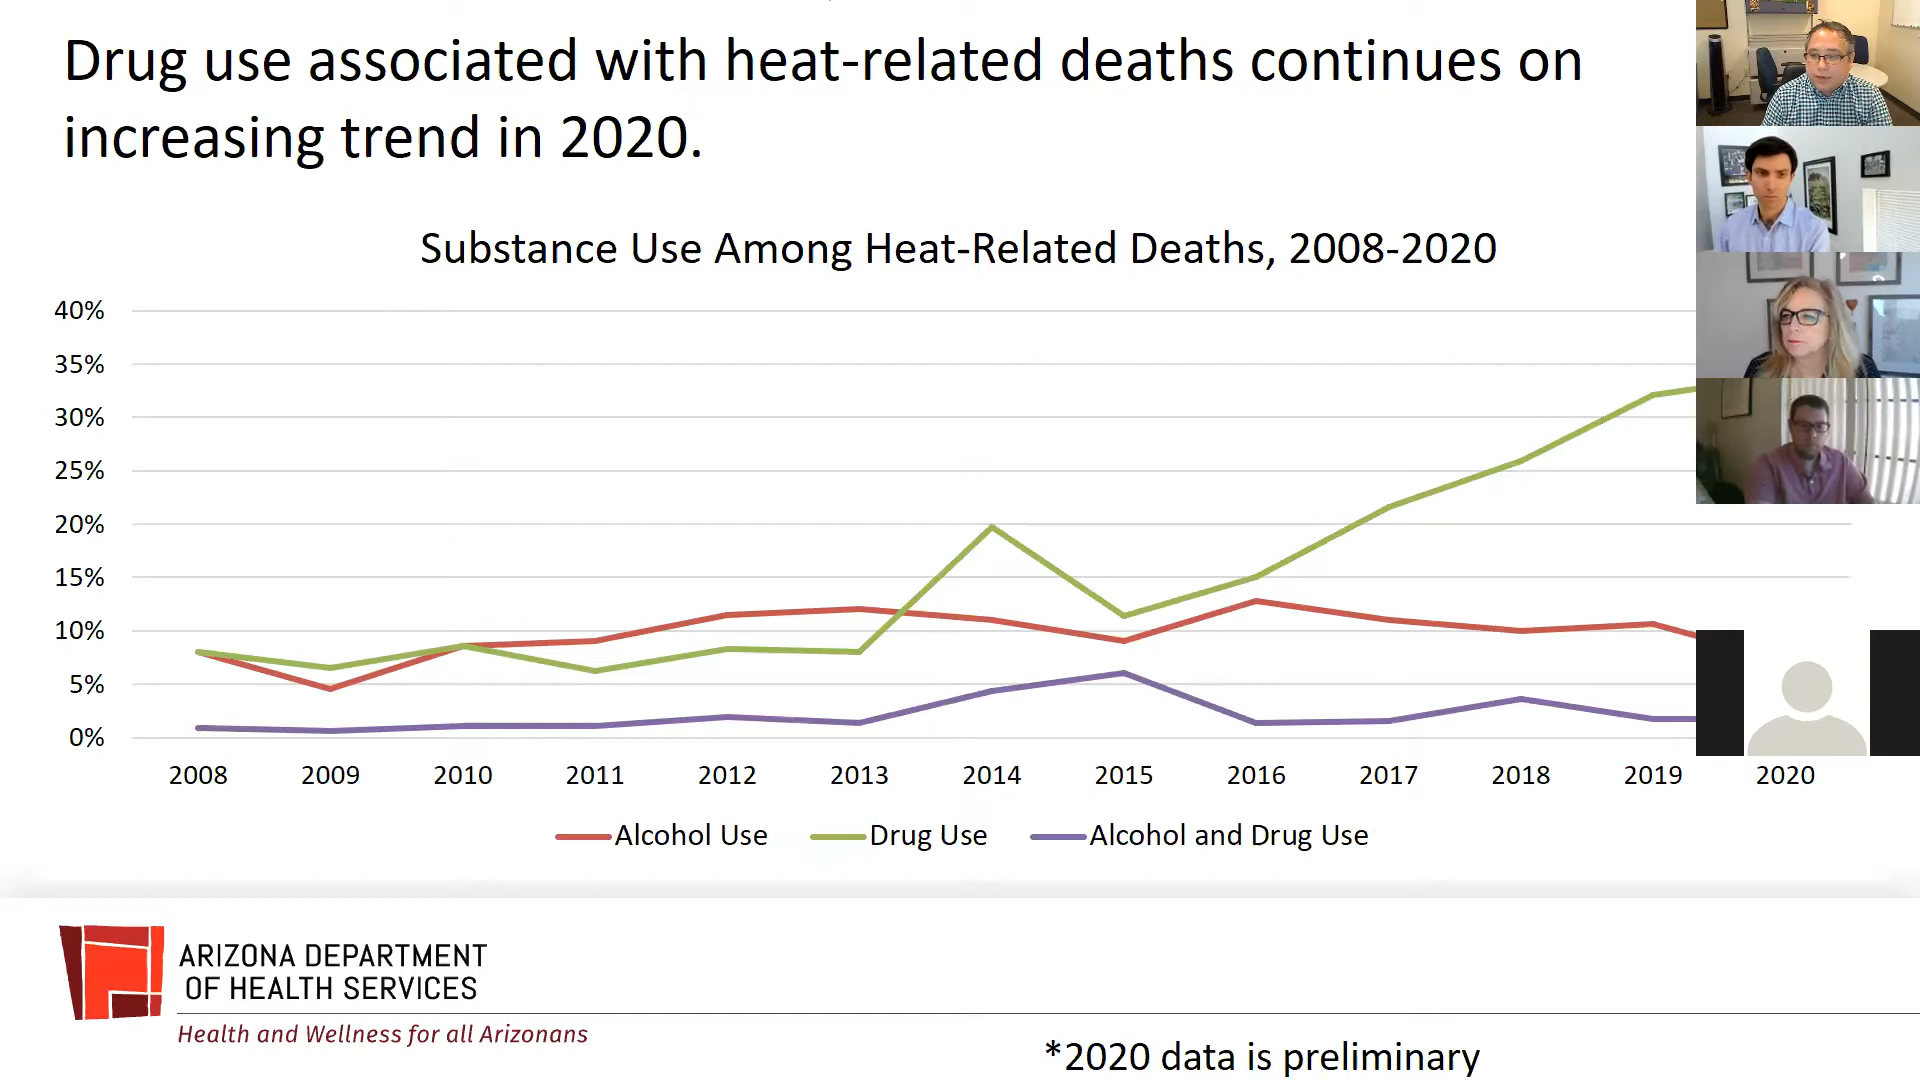 Drug use associated with heat-related deaths continues on
increasing trend in 2020.
Substance Use Among Heat-Related Deaths, 2008-2020
40%
35%
30%
25%
20%
15%
10%
5%
0%
2008 2009 2010 2011 2012 2013 2014 2015 2016 2017 2018 2019 2020
Alcohol Use Drug Use Alcohol and Drug Use
ARIZONA DEPARTMENT
OF HEALTH SERVICES
Health and Wellness for all Arizonans
*2020 data is preliminary